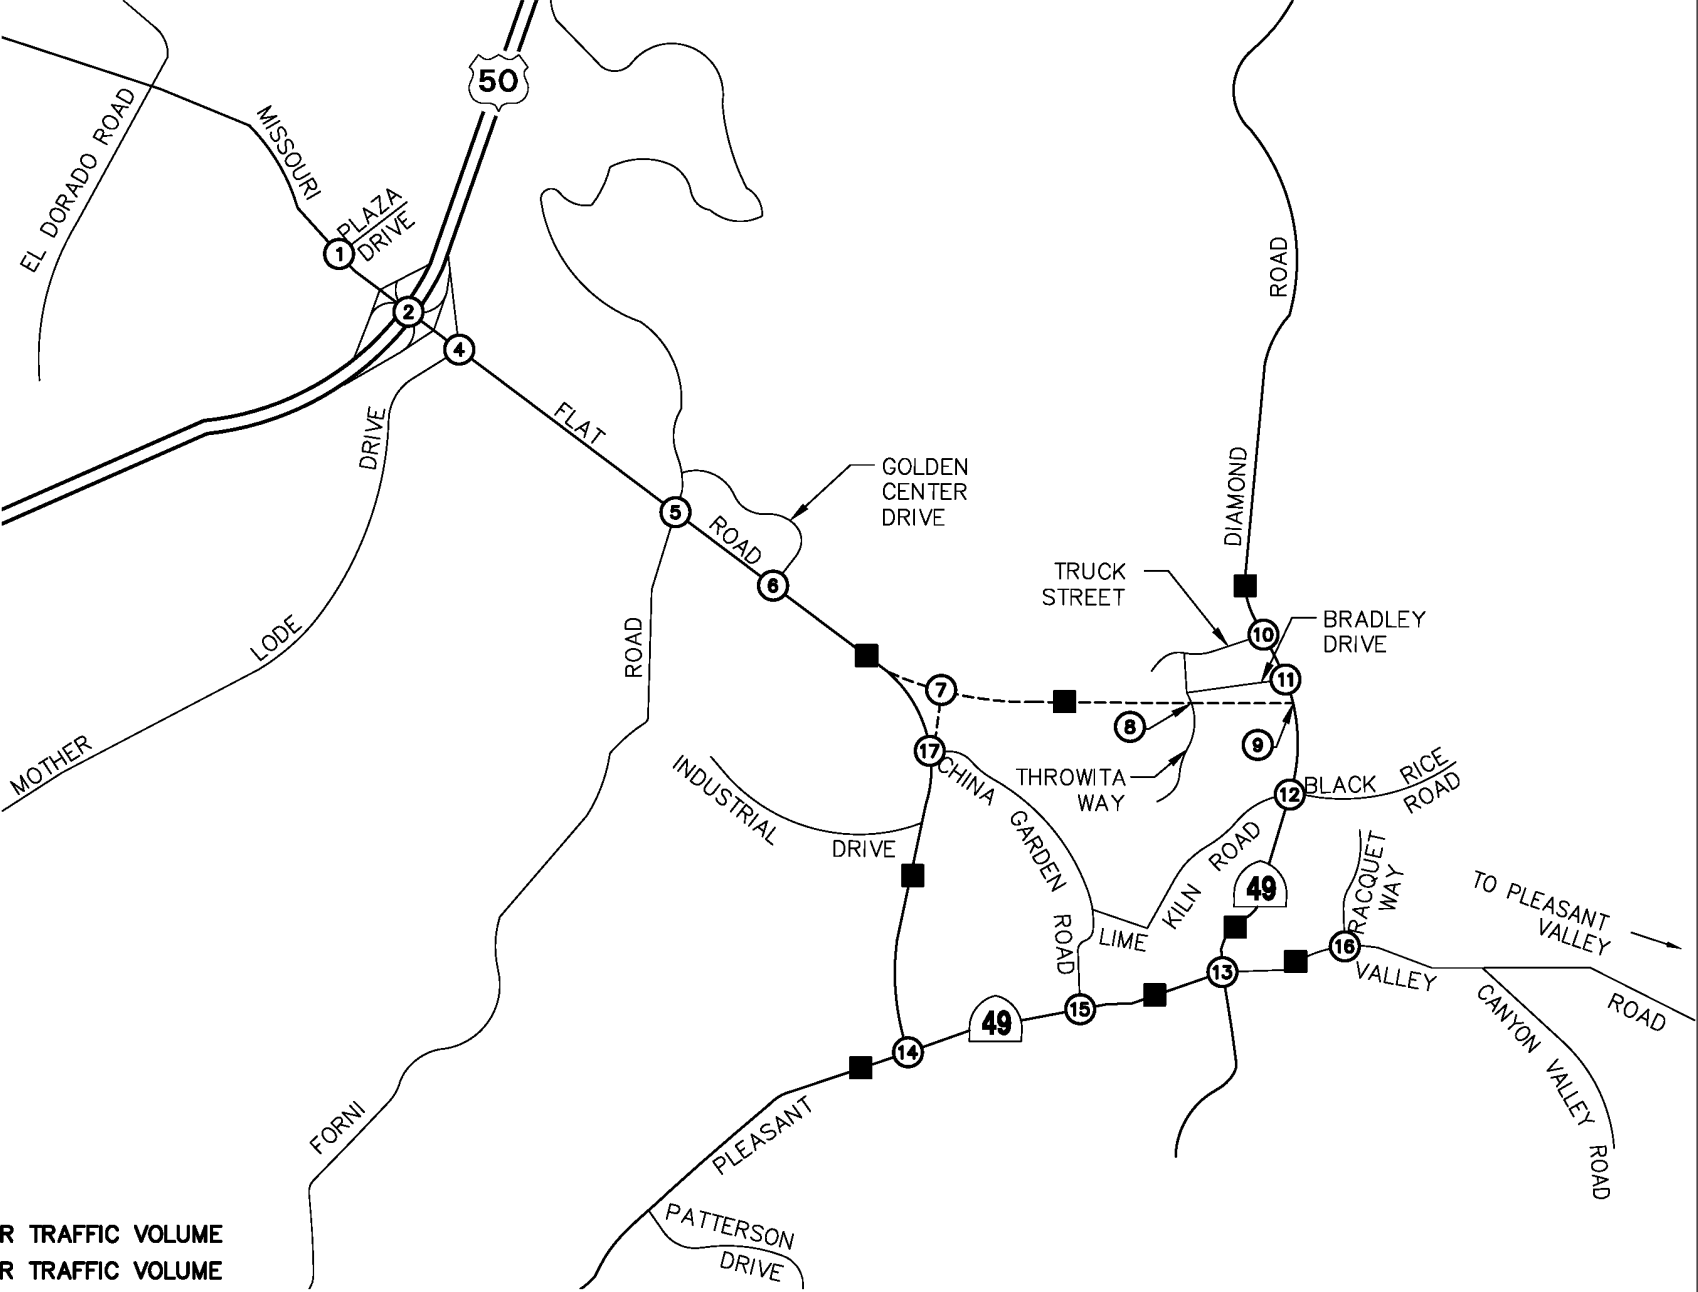 50
EL DORADO ROAD
MISSOURI
PLAZA
DRIVE
1
2
4
FLAT
DRIVE
GOLDEN
CENTER
DRIVE
5
ROAD
6
ROAD
DIAMOND
TRUCK
STREET
10
BRADLEY
DRIVE
11
LODE
ROAD
7
8
9
17
MOTHER
INDUSTRIAL
DRIVE
CHINA
GARDEN
ROAD
THROWITA
WAY
12
BLACK
RICE
ROAD
LIME
KILN
ROAD
49
RACQUET
WAY
TO PLEASANT
VALLEY
13
16
VALLEY
ROAD
CANYON VALLEY ROAD
15
49
14
FORNI
PLEASANT
PATTERSON
DRIVE
R TRAFFIC VOLUME
R TRAFFIC VOLUME